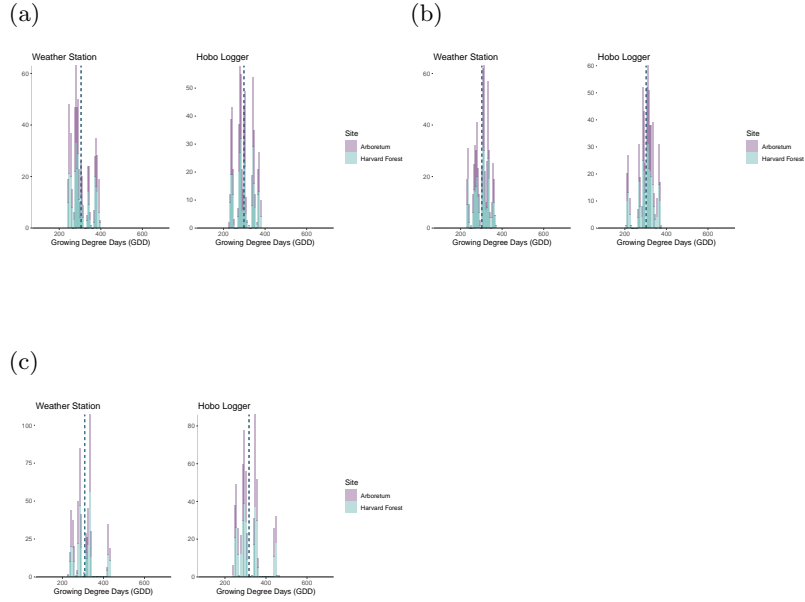 (a)
Weather Station
60
40
20
0
200 400 600
Growing Degree Days (GDD)
Hobo Logger
50
40
30
20
10
0
200 400 600
Growing Degree Days (GDD)
Site
Arboretum
Harvard Forest
(b)
Weather Station
60
40
20
0
200 400 600
Growing Degree Days (GDD)
Hobo Logger
60
50
40
30
20
10
0
200 400 600
Growing Degree Days (GDD)
Site
Arboretum
Harvard Forest
(c)
Weather Station
100
75
50
25
0
200 400 600
Growing Degree Days (GDD)
Hobo Logger
80
60
40
20
0
200 400 600
Growing Degree Days (GDD)
Site
Arboretum
Harvard Forest